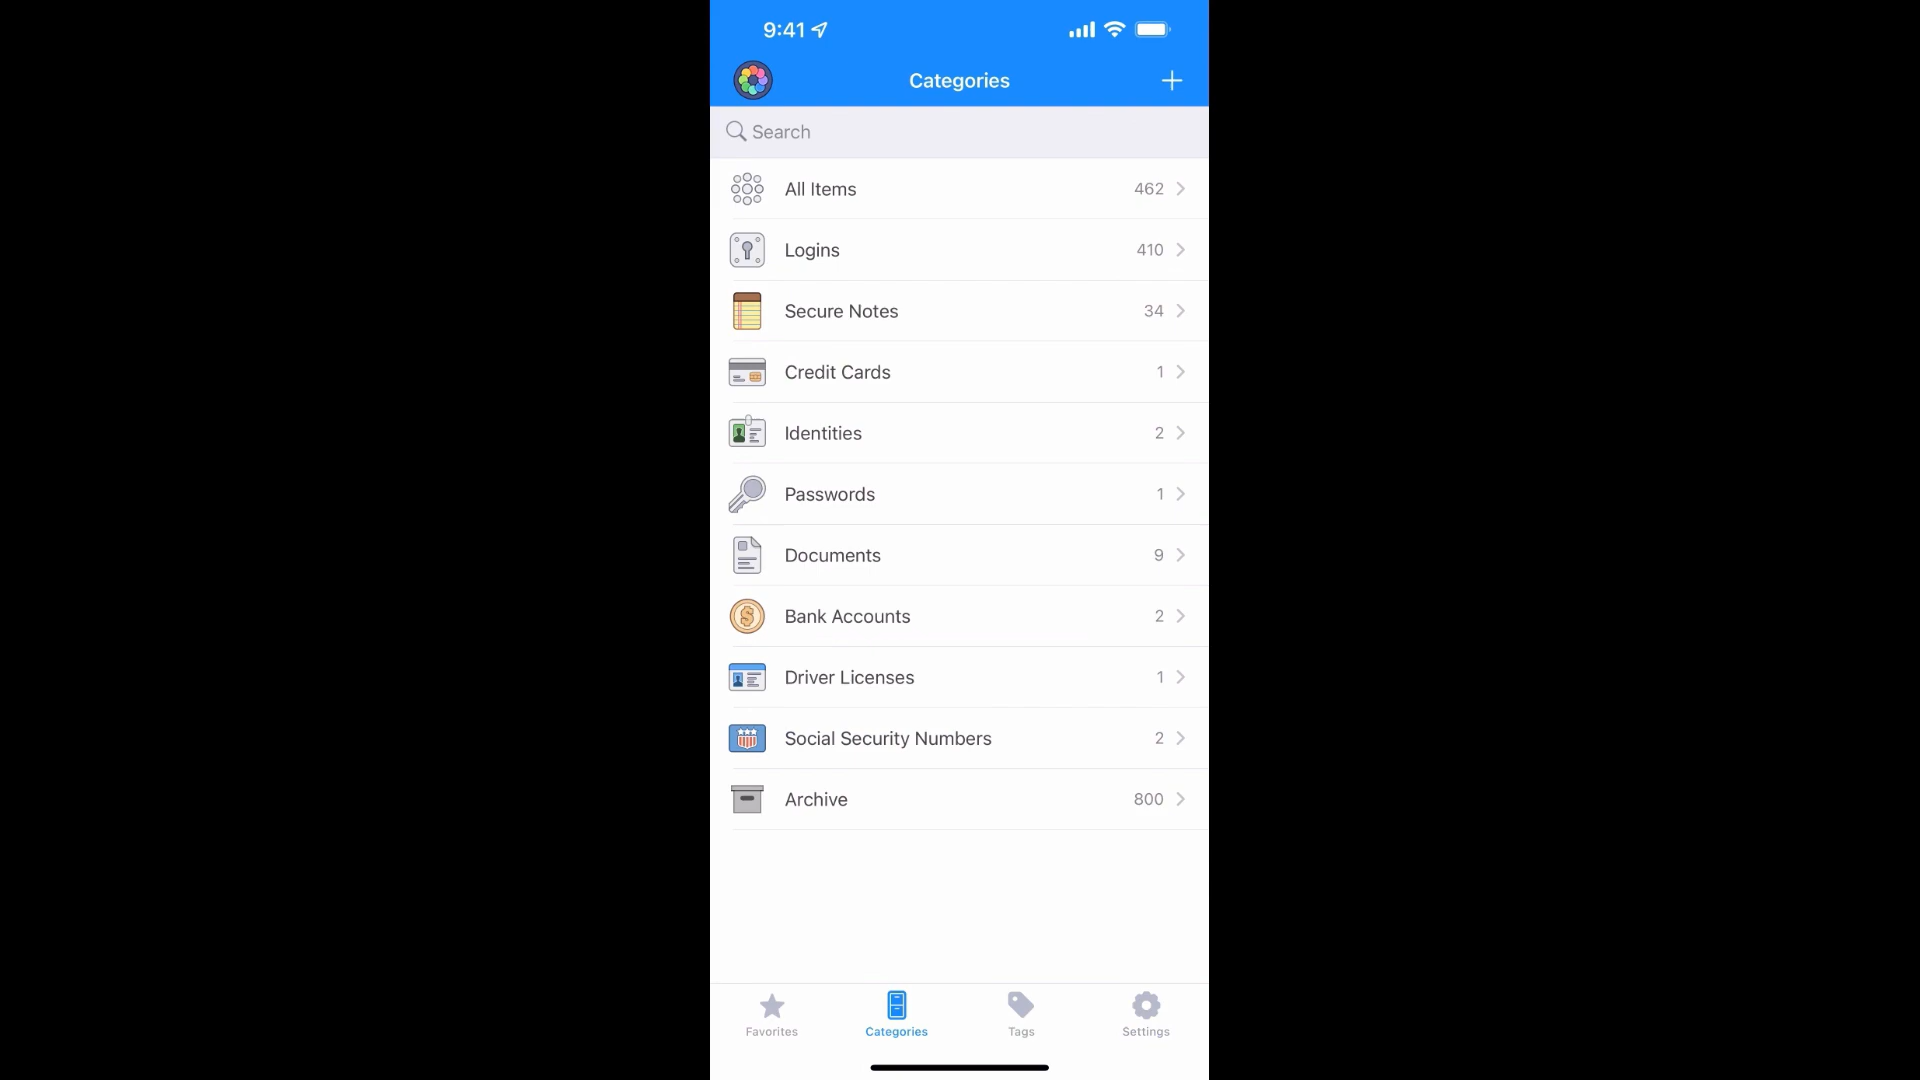 9:41
Categories
Search
All Items 462
Logins 410
Secure Notes 34
Credit Cards 1
Identities 2
Passwords 1
Documents 9
Bank Accounts 2
Driver Licenses 1
Social Security Numbers 2
Archive 800
Favorites Categories Tags Settings